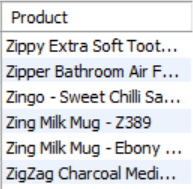 Product
Zippy Extra Soft Toot...
Zipper Bathroom Air F...
Zingo - Sweet Chilli Sa...
Zing Milk Mug - Z389
Zing Milk Mug - Ebony ...
ZigZag Charcoal Medi...